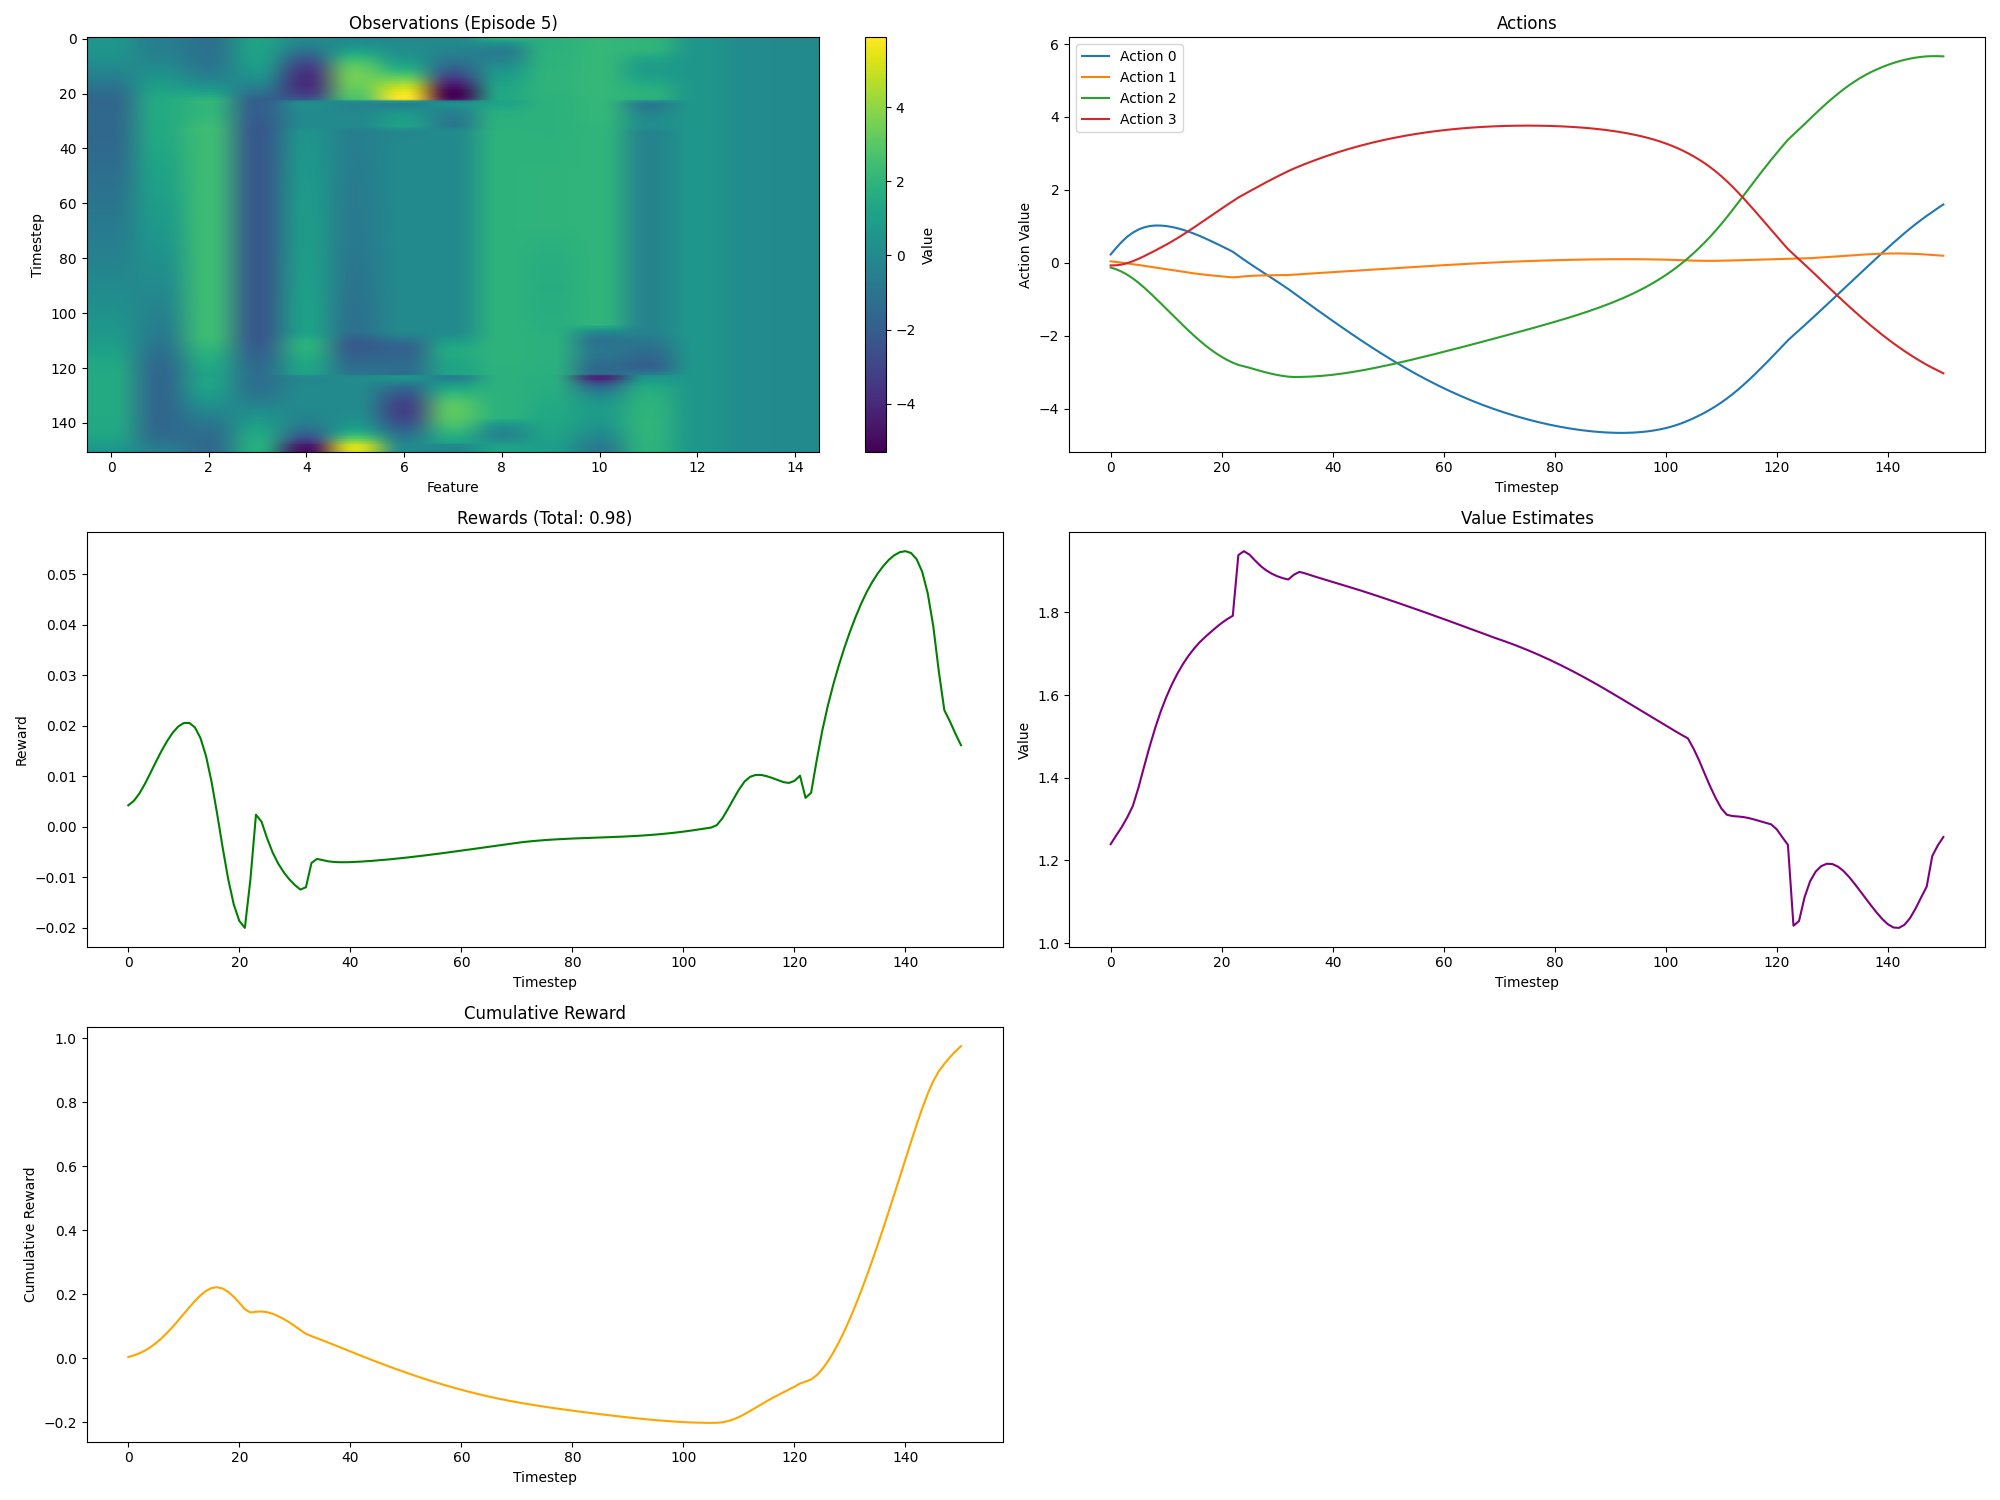 Observations (Episode 5)
0
20
40
60
80
100
120
140
Timestep
0 2 4 6 8 10 12 14
Feature
4
2
0
−2
−4
Value
Actions
Action 0
Action 1
Action 2
Action 3
6
4
2
0
−2
−4
Action Value
0 20 40 60 80 100 120 140
Timestep
Rewards (Total: 0.98)
0.05
0.04
0.03
0.02
0.01
0.00
−0.01
−0.02
Reward
0 20 40 60 80 100 120 140
Timestep
Value Estimates
1.8
1.6
1.4
1.2
1.0
Value
0 20 40 60 80 100 120 140
Timestep
Cumulative Reward
1.0
0.8
0.6
0.4
0.2
0.0
−0.2
Cumulative Reward
0 20 40 60 80 100 120 140
Timestep